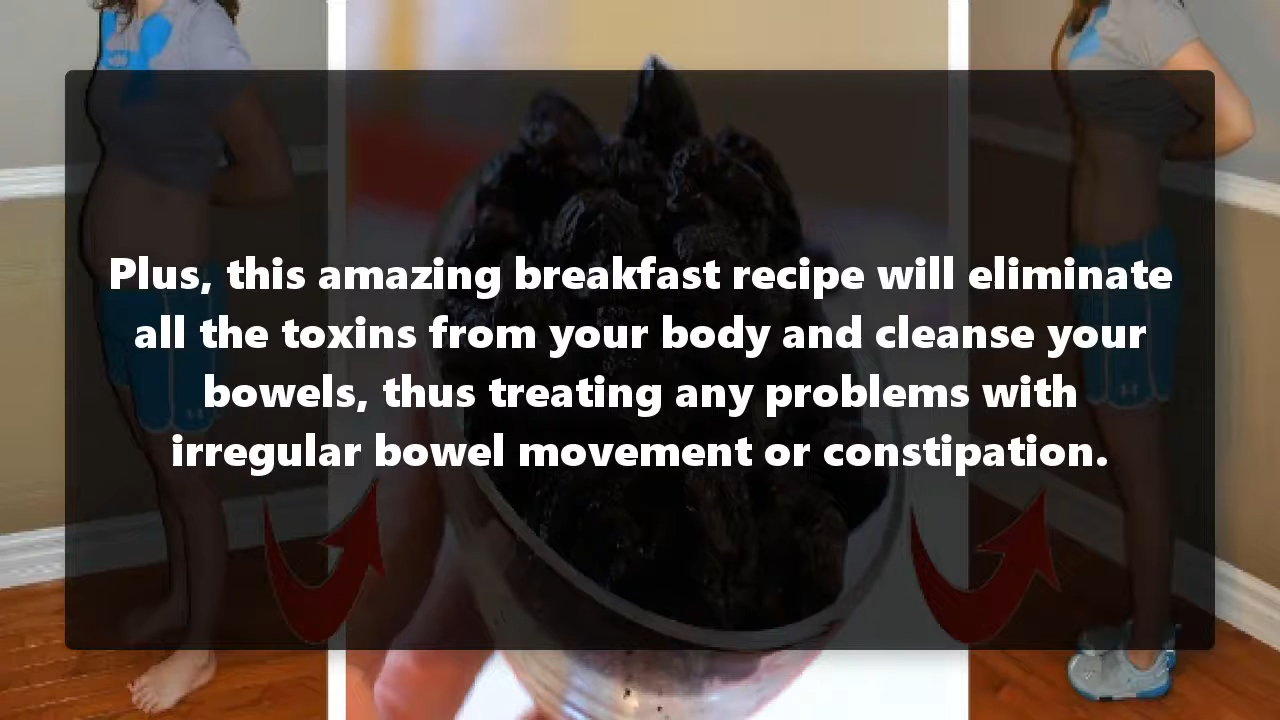 Plus, this amazing breakfast recipe will eliminate
all the toxins from your body and cleanse your
bowels, thus treating any problems with
irregular bowel movement or constipation.